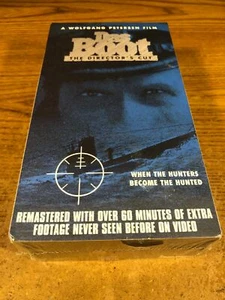 A WOLFGANG PETERSEN FILM
Das
Boot
THE DIRECTOR'S CUT
WHEN THE HUNTERS
BECOME THE HUNTED
REMASTERED WITH OVER 60 MINUTES OF EXTRA
FOOTAGE NEVER SEEN BEFORE ON VIDEO